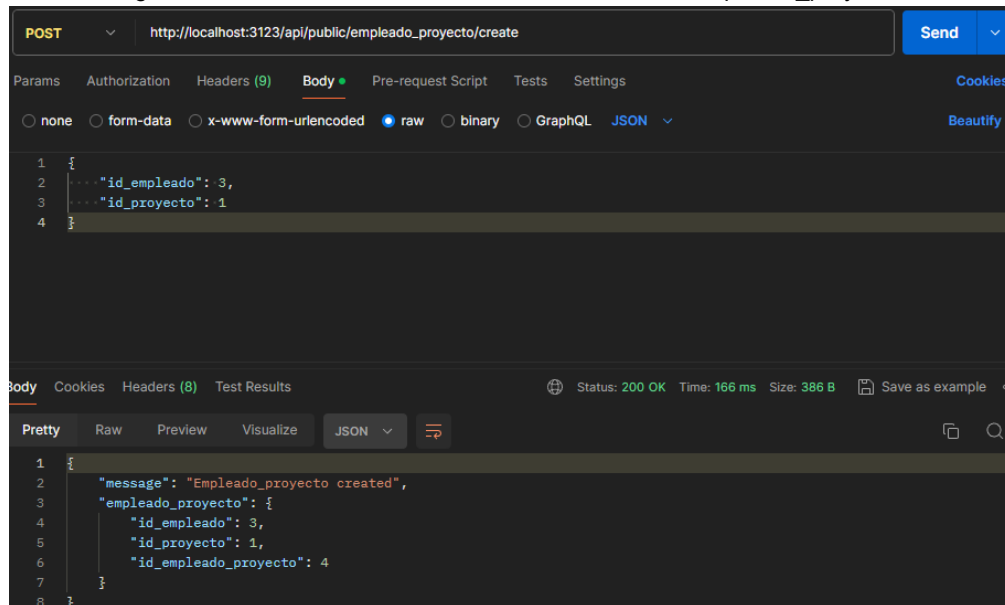 POST http://localhost:3123/api/public/empleado_proyecto/create Send
Params Authorization Headers (9) Body Pre-request Script Tests Settings Cookies
none form-data x-www-form-urlencoded raw binary GraphQL JSON Beautify
1 {
2 "id_empleado": 3,
3 "id_proyecto": 1
4 }
Body Cookies Headers (8) Test Results Status: 200 OK Time: 166 ms Size: 386 B Save as example
Pretty Raw Preview Visualize JSON
1 {
2 "message": "Empleado_proyecto created",
3 "empleado_proyecto": {
4 "id_empleado": 3,
5 "id_proyecto": 1,
6 "id_empleado_proyecto": 4
7 }
8 }